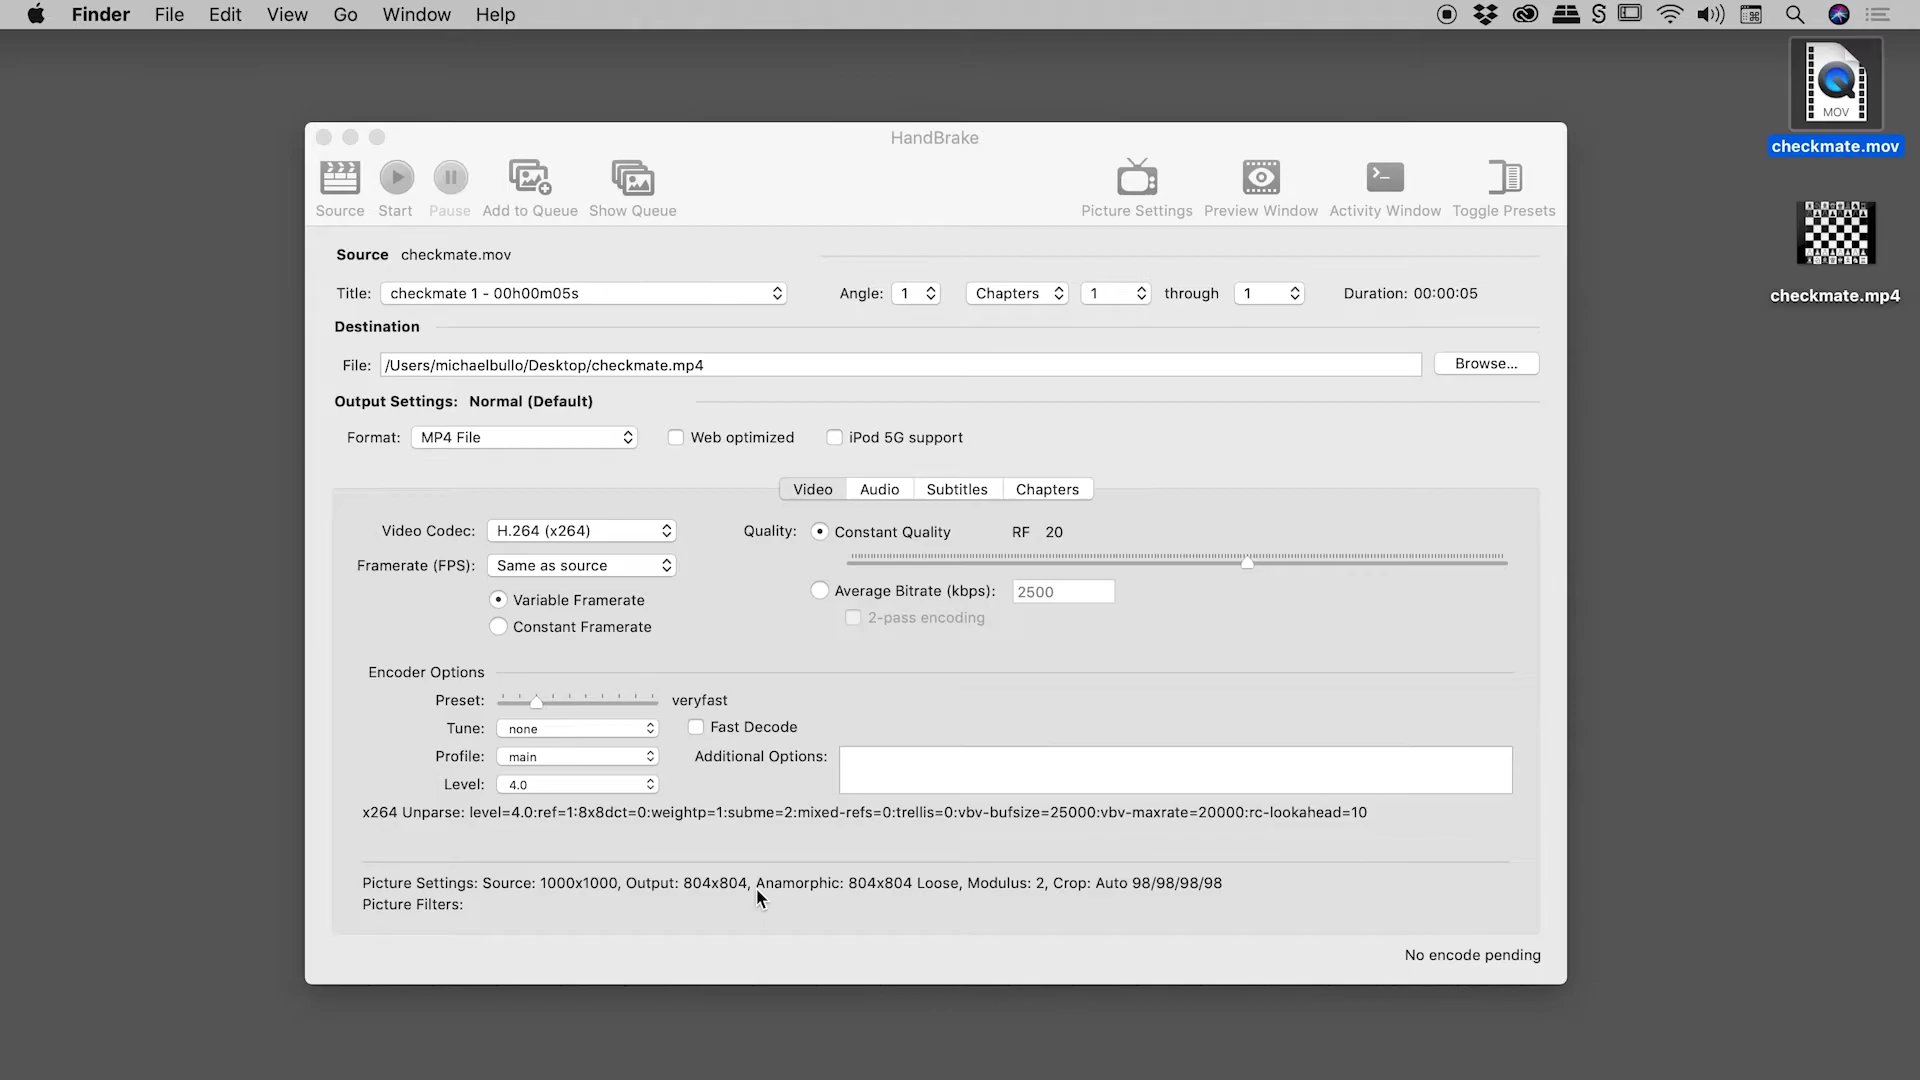 Finder File Edit View Go Window Help
MOV
checkmate.mov
checkmate.mp4
HandBrake
Source Start Pause Add to Queue Show Queue Picture Settings Preview Window Activity Window Toggle Presets
Source checkmate.mov
Title: checkmate 1 - 00h00m05s Angle: 1 Chapters 1 through 1 Duration: 00:00:05
Destination
File: /Users/michaelbullo/Desktop/checkmate.mp4 Browse...
Output Settings: Normal (Default)
Format: MP4 File Web optimized iPod 5G support
Video Audio Subtitles Chapters
Video Codec: H.264 (x264) Quality: Constant Quality RF 20
Framerate (FPS): Same as source
Average Bitrate (kbps): 2500
Variable Framerate
2-pass encoding
Constant Framerate
Encoder Options
Preset: veryfast
Tune: none Fast Decode
Profile: main Additional Options:
Level: 4.0
x264 Unparse: level=4.0:ref=1:8x8dct=0:weightp=1:subme=2:mixed-refs=0:trellis=0:vbv-bufsize=25000:vbv-maxrate=20000:rc-lookahead=10
Picture Settings: Source: 1000x1000, Output: 804x804, Anamorphic: 804x804 Loose, Modulus: 2, Crop: Auto 98/98/98/98
Picture Filters:
No encode pending